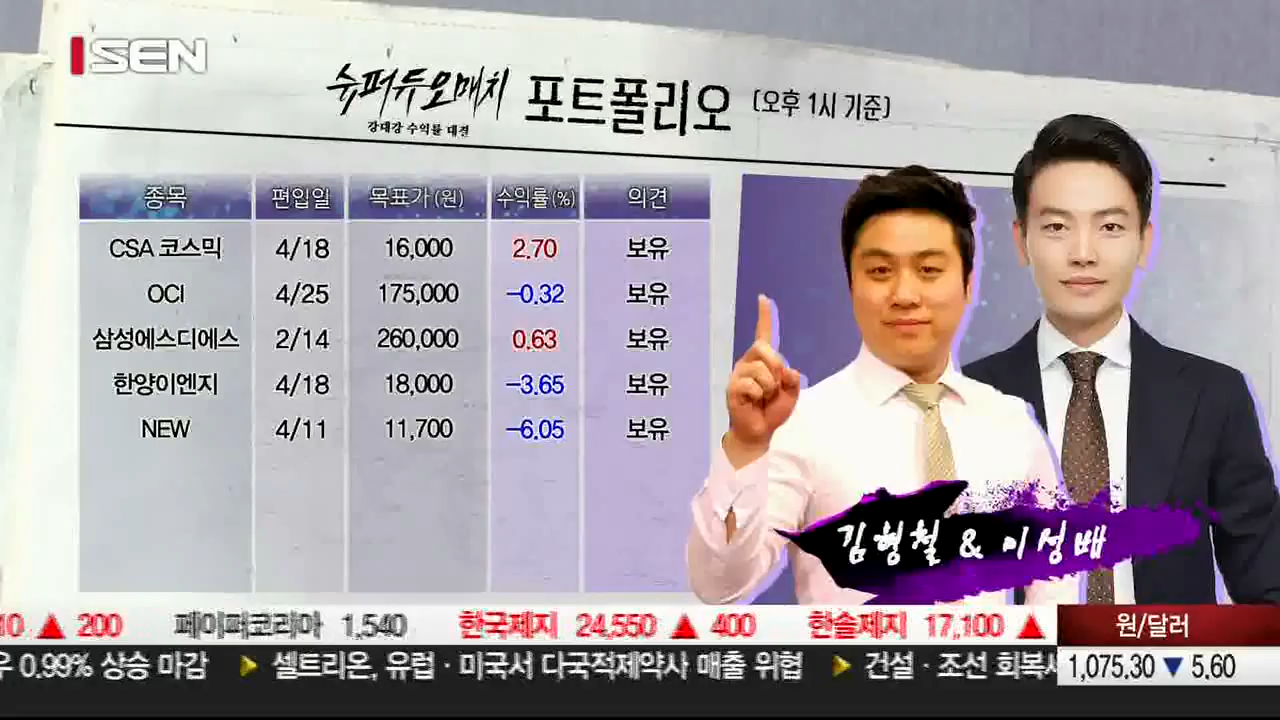 SEN
슈퍼듀오매치 포트폴리오 [오후 1시 기준]
강대강 수익률 대결
종목 편입일 목표가(원) 수익률(%) 의견
CSA 코스믹 4/18 16,000 2.70 보유
OCI 4/25 175,000 -0.32 보유
삼성에스디에스 2/14 260,000 0.63 보유
한양이엔지 4/18 18,000 -3.65 보유
NEW 4/11 11,700 -6.05 보유
김형철 & 이성배
10 ▲ 200 페이퍼코리아 1,540 한국제지 24,550 ▲ 400 한솔제지 17,100 ▲
원/달러
0.99% 상승 마감 ▶ 셀트리온, 유럽·미국서 다국적제약사 매출 위협 ▶ 건설·조선 회복
1,075.30 ▼ 5.60